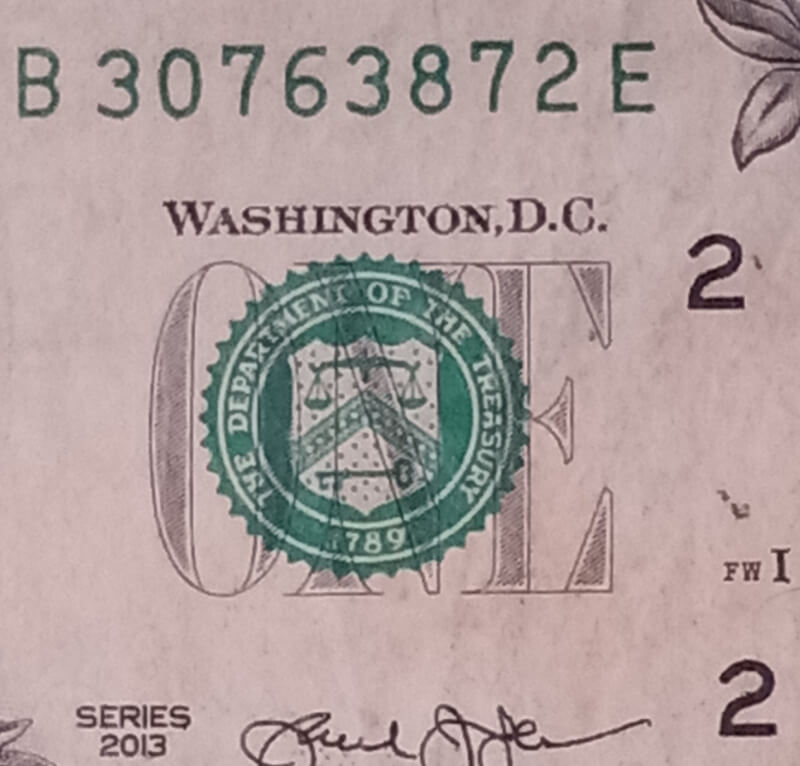 B 30763872 E
WASHINGTON, D.C.
2
ONE
THE DEPARTMENT OF THE TREASURY
1789
FW I
2
SERIES
2013